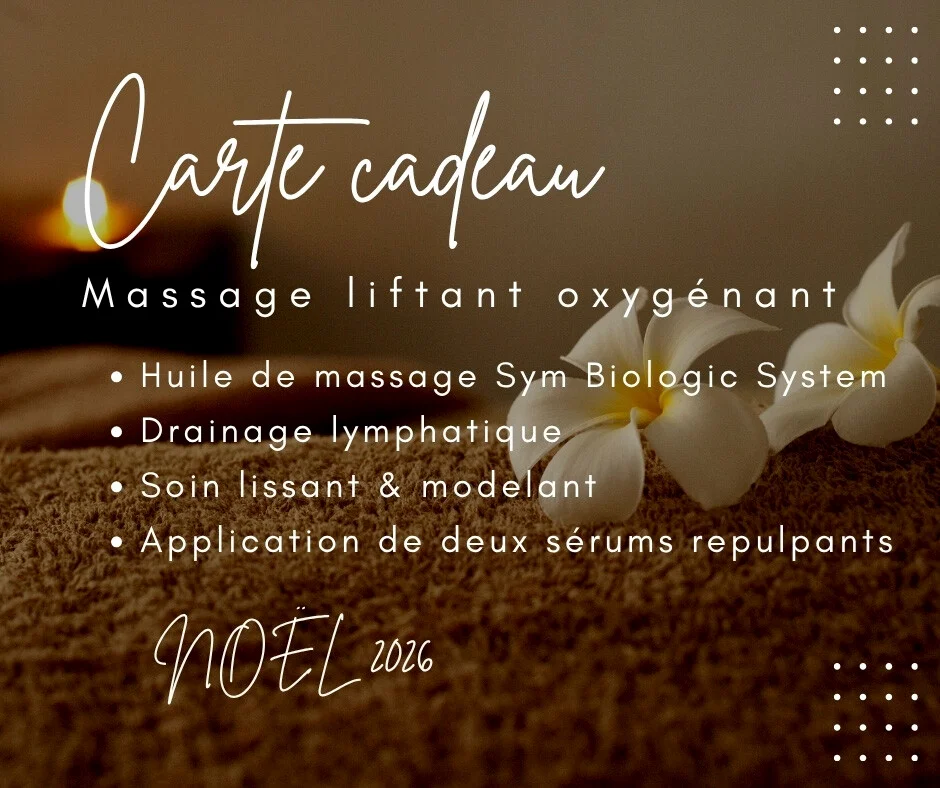 Carte cadeau
Massage liftant oxygénant
• Huile de massage Sym Biologic System
• Drainage lymphatique
• Soin lissant & modelant
• Application de deux sérums repulpants
NOËL 2026